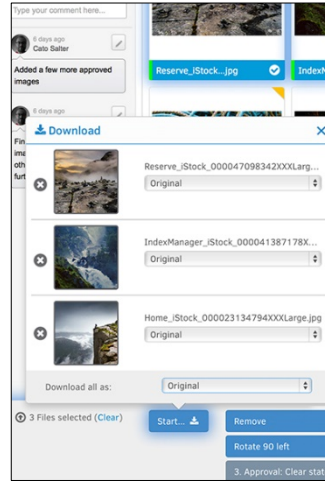 Type your comment here...
6 days ago
Cato Salter
Added a few more approved
images
Reserve_iStock...jpg
IndexM
6 days ago
Fin
ima
oth
furt
Download
Reserve_iStock_000047098342XXXLarg...
Original
IndexManager_iStock_000041387178X...
Original
Home_iStock_000023134794XXXLarge.jpg
Original
Download all as:
Original
3 Files selected (Clear)
Start...
Remove
Rotate 90 left
3. Approval: Clear stat